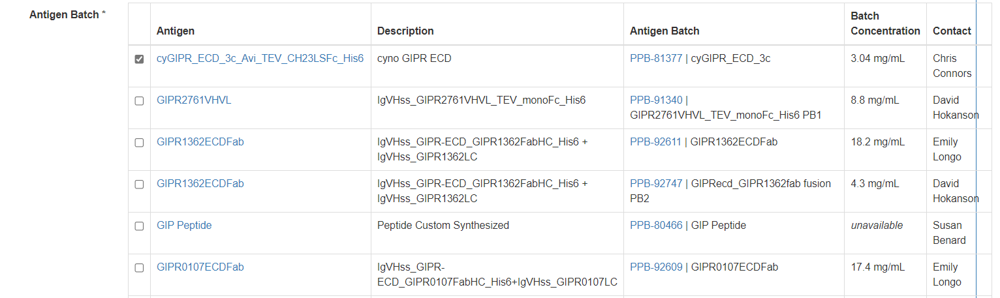 Antigen Batch *
Antigen Description Antigen Batch Batch Concentration Contact
cyGIPR_ECD_3c_Avi_TEV_CH23LSFc_His6 cyno GIPR ECD PPB-81377 | cyGIPR_ECD_3c 3.04 mg/mL Chris
Connors
GIPR2761VHVL IgVHss_GIPR2761VHVL_TEV_monoFc_His6 PPB-91340 | 8.8 mg/mL David
GIPR2761VHVL_TEV_monoFc_His6 PB1 Hokanson
GIPR1362ECDFab IgVHss_GIPR-ECD_GIPR1362FabHC_His6 + PPB-92611 | GIPR1362ECDFab 18.2 mg/mL Emily
IgVHss_GIPR1362LC Longo
GIPR1362ECDFab IgVHss_GIPR-ECD_GIPR1362FabHC_His6 + PPB-92747 | GIPRecd_GIPR1362fab fusion 4.3 mg/mL David
IgVHss_GIPR1362LC PB2 Hokanson
GIP Peptide Peptide Custom Synthesized PPB-80466 | GIP Peptide unavailable Susan
Benard
GIPR0107ECDFab IgVHss_GIPR- PPB-92609 | GIPR0107ECDFab 17.4 mg/mL Emily
ECD_GIPR0107FabHC_His6+IgVHss_GIPR0107LC Longo